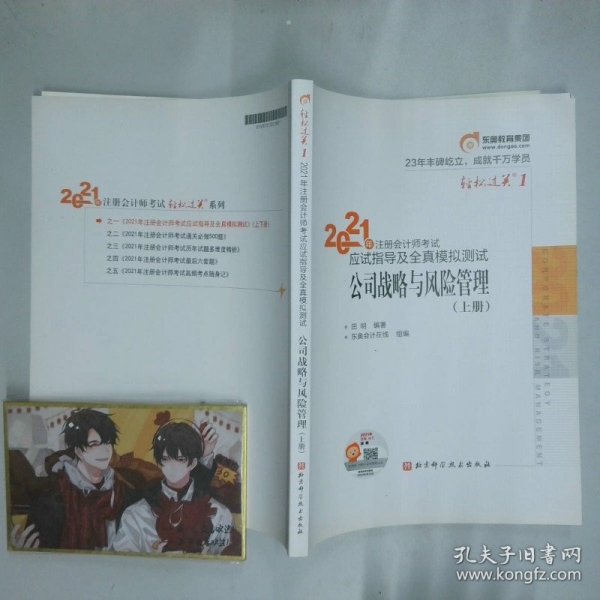 2021年注册会计师考试 轻松过关 系列
之一《2021年注册会计师考试应试指导及全真模拟测试》(上下册)
之二《2021年注册会计师考试通关必做500题》
之三《2021年注册会计师考试历年试题多维度精析》
之四《2021年注册会计师考试最后六套题》
之五《2021年注册会计师考试高频考点随身记》
轻松过关1
2021年注册会计师考试应试指导及全真模拟测试
公司战略与风险管理(上册)
北京科学技术出版社
东奥教育集团
www.dongao.com
23年丰碑屹立,成就千万学员
轻松过关®1
2021年注册会计师考试
应试指导及全真模拟测试
公司战略与风险管理
(上册)
田明 编著
东奥会计在线 组编
CORPORATE STRATEGY
AND RISK MANAGEMENT
北京科学技术出版社
孔夫子旧书网
www.kongfz.com